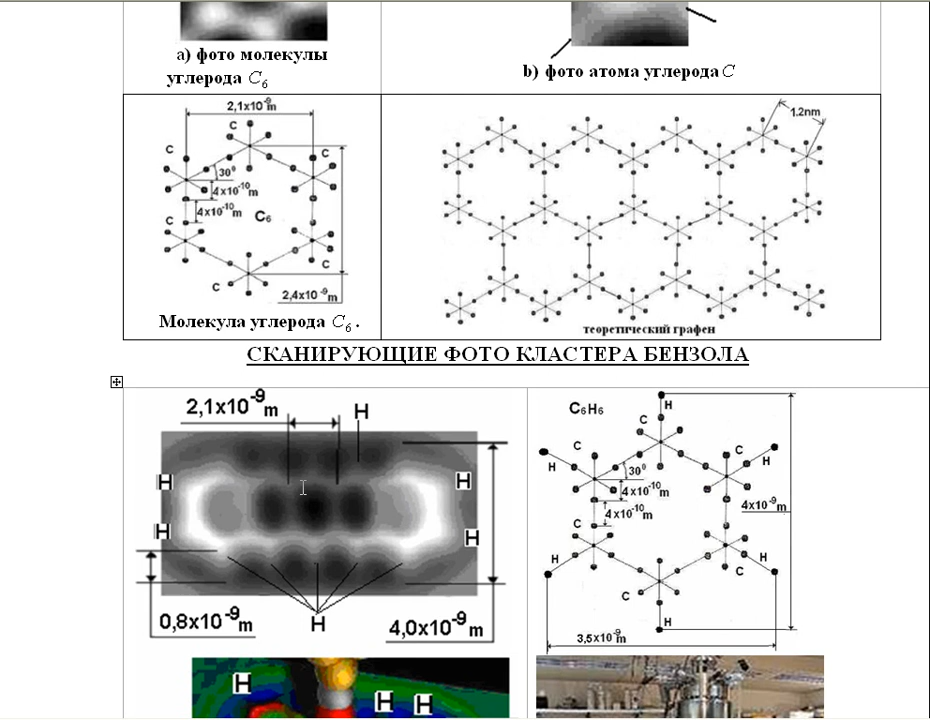 a) фото молекулы
углерода C₆
b) фото атома углерода C
2,1x10⁻⁹m
C
C
C
30⁰
4x10⁻¹⁰m
4x10⁻¹⁰m
C₆
C
C
C
2,4x10⁻⁹m
Молекула углерода C₆ .
1.2nm
теоретический графен
СКАНИРУЮЩИЕ ФОТО КЛАСТЕРА БЕНЗОЛА
2,1x10⁻⁹m
H
H
H
H
H
0,8x10⁻⁹m
H
4,0x10⁻⁹m
C₆H₆
H
C
C
H
H
30⁰
4x10⁻¹⁰m
4x10⁻⁹m
4x10⁻¹⁰m
C
H
H
C
C
H
3,5x10⁻⁹m
H
H
H